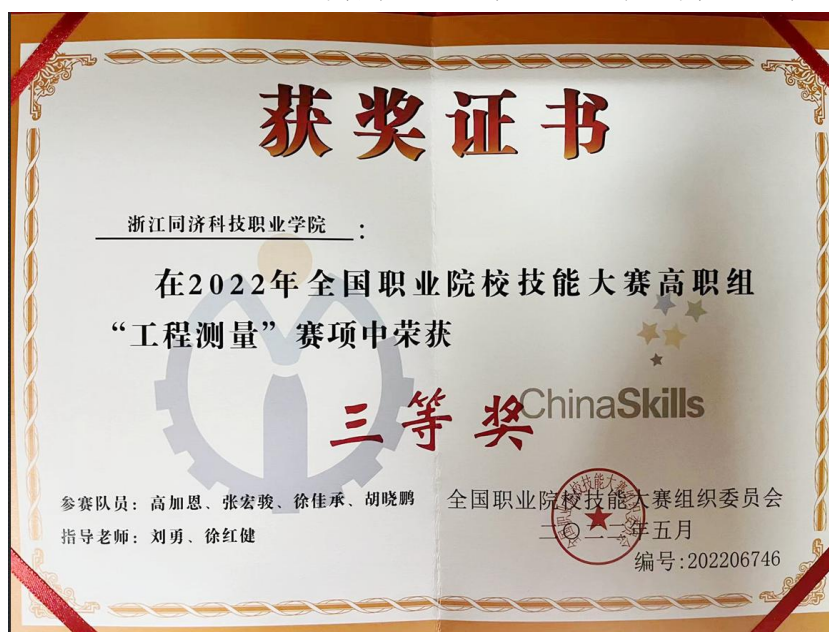 获奖证书
浙江同济科技职业学院：
在2022年全国职业院校技能大赛高职组
“工程测量”赛项中荣获
三等奖
ChinaSkills
参赛队员：高加恩、张宏骏、徐佳承、胡晓鹏
指导老师：刘勇、徐红健
全国职业院校技能大赛组织委员会
二〇二二年五月
编号:202206746